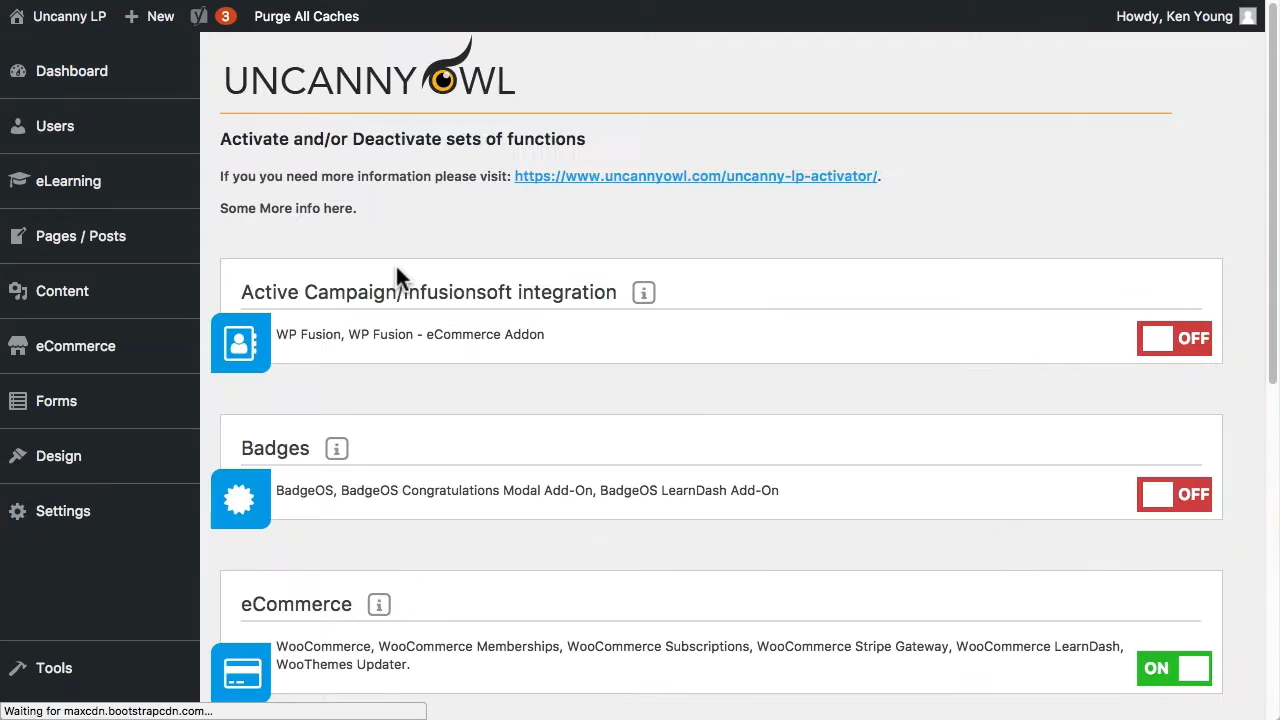 Uncanny LP
New
3
Purge All Caches
Howdy, Ken Young
Dashboard
Users
eLearning
Pages / Posts
Content
eCommerce
Forms
Design
Settings
Tools
UNCANNY OWL
Activate and/or Deactivate sets of functions
If you you need more information please visit: https://www.uncannyowl.com/uncanny-lp-activator/.
Some More info here.
Active Campaign/Infusionsoft integration
WP Fusion, WP Fusion - eCommerce Addon
OFF
Badges
BadgeOS, BadgeOS Congratulations Modal Add-On, BadgeOS LearnDash Add-On
OFF
eCommerce
WooCommerce, WooCommerce Memberships, WooCommerce Subscriptions, WooCommerce Stripe Gateway, WooCommerce LearnDash,
WooThemes Updater.
ON
Waiting for maxcdn.bootstrapcdn.com...